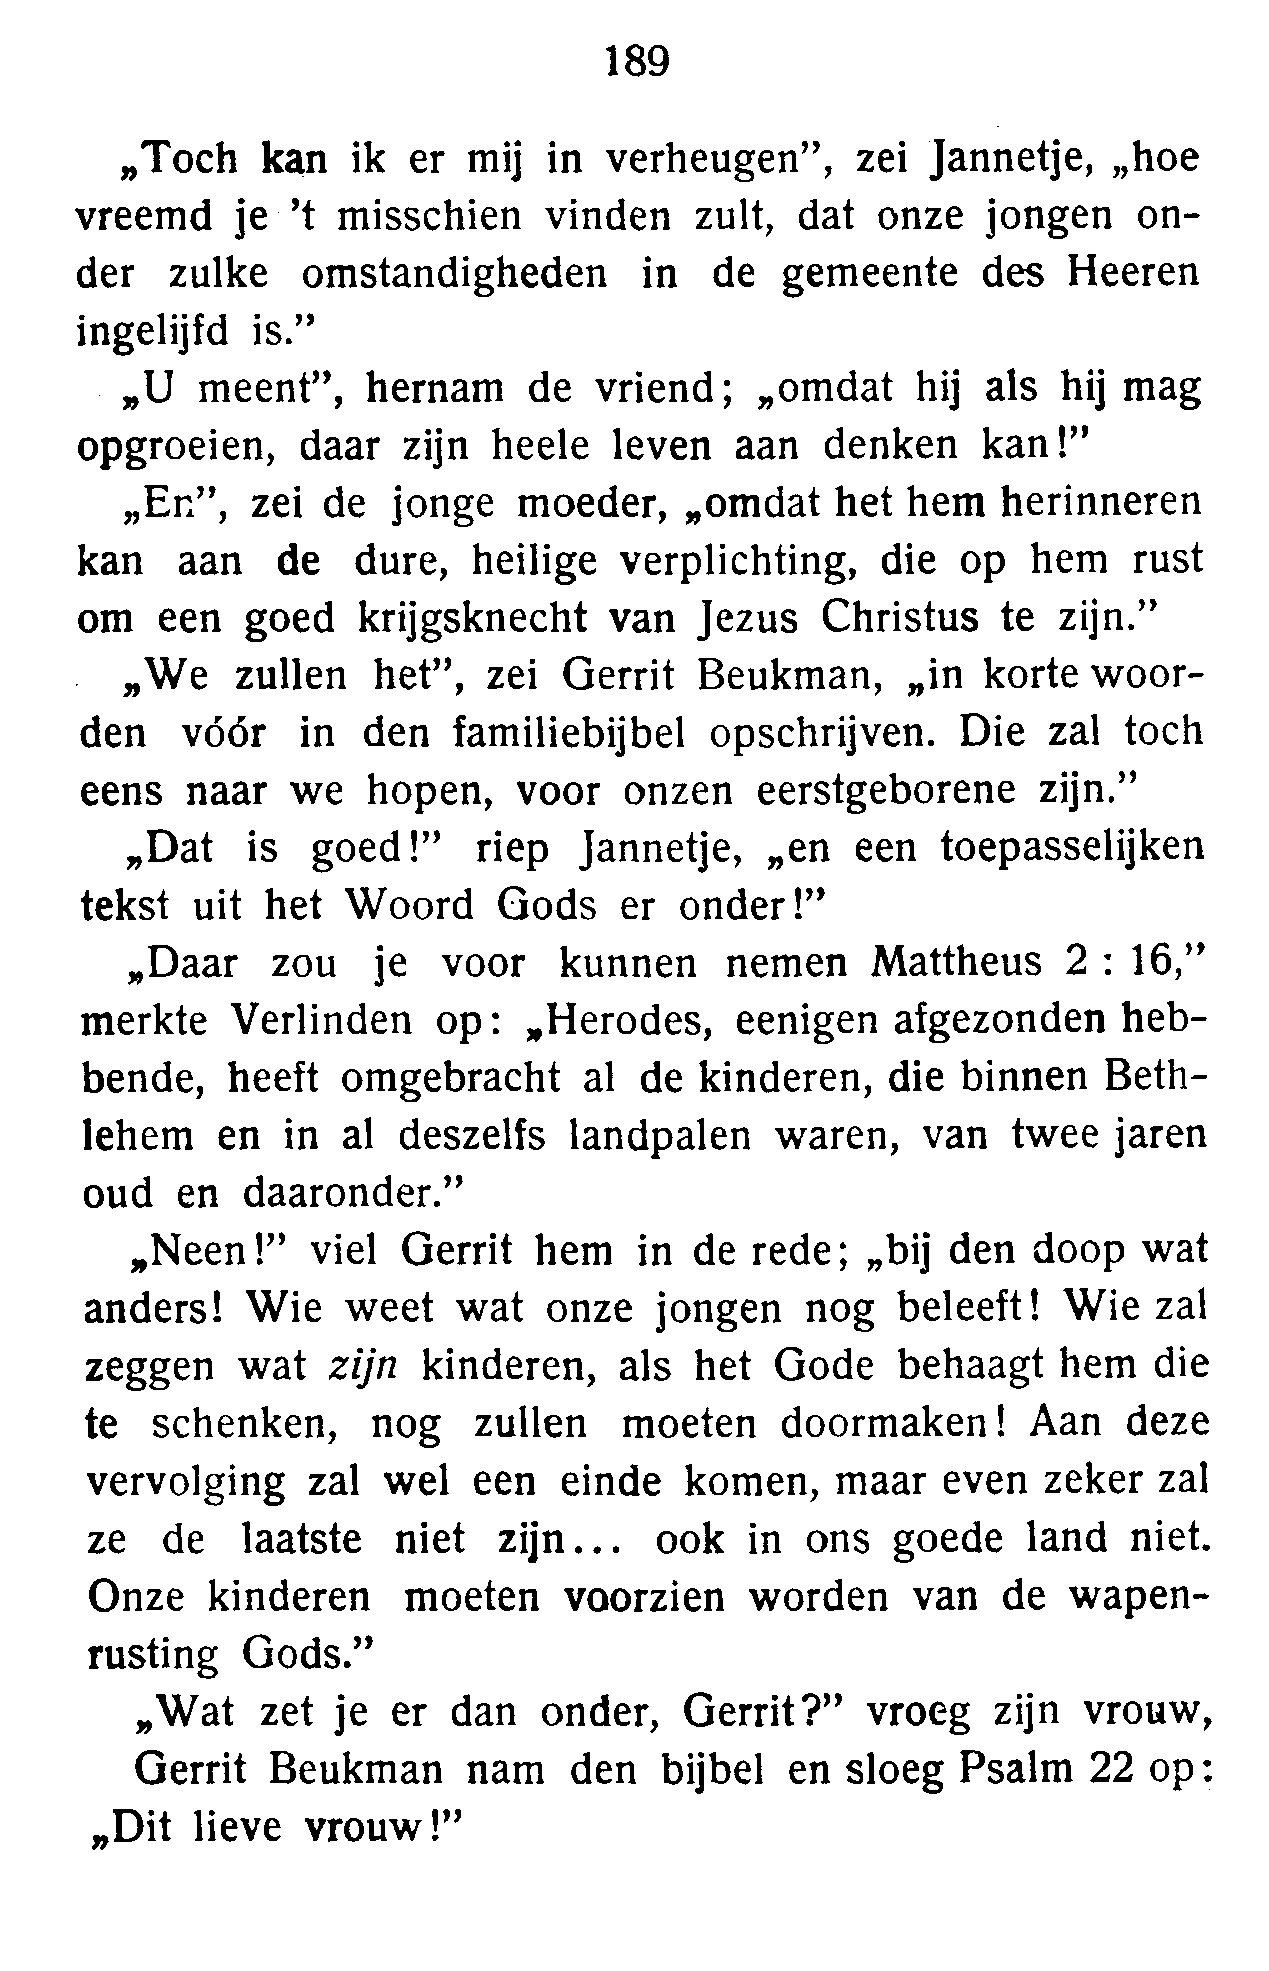 189
„Toch kan ik er mij in verheugen”, zei Jannetje, „hoe
vreemd je ’t misschien vinden zult, dat onze jongen on-
der zulke omstandigheden in de gemeente des Heeren
ingelijfd is.”
„U meent”, hernam de vriend; „omdat hij als hij mag
opgroeien, daar zijn heele leven aan denken kan!”
„En”, zei de jonge moeder, „omdat het hem herinneren
kan aan de dure, heilige verplichting, die op hem rust
om een goed krijgsknecht van Jezus Christus te zijn.”
„We zullen het”, zei Gerrit Beukman, „in korte woor-
den vóór in den familiebijbel opschrijven. Die zal toch
eens naar we hopen, voor onzen eerstgeborene zijn.”
„Dat is goed!” riep Jannetje, „en een toepasselijken
tekst uit het Woord Gods er onder!”
„Daar zou je voor kunnen nemen Mattheus 2 : 16,”
merkte Verlinden op: „Herodes, eenigen afgezonden heb-
bende, heeft omgebracht al de kinderen, die binnen Beth-
lehem en in al deszelfs landpalen waren, van twee jaren
oud en daaronder.”
„Neen!” viel Gerrit hem in de rede; „bij den doop wat
anders! Wie weet wat onze jongen nog beleeft! Wie zal
zeggen wat zijn kinderen, als het Gode behaagt hem die
te schenken, nog zullen moeten doormaken! Aan deze
vervolging zal wel een einde komen, maar even zeker zal
ze de laatste niet zijn... ook in ons goede land niet.
Onze kinderen moeten voorzien worden van de wapen-
rusting Gods.”
„Wat zet je er dan onder, Gerrit?” vroeg zijn vrouw,
Gerrit Beukman nam den bijbel en sloeg Psalm 22 op:
„Dit lieve vrouw!”